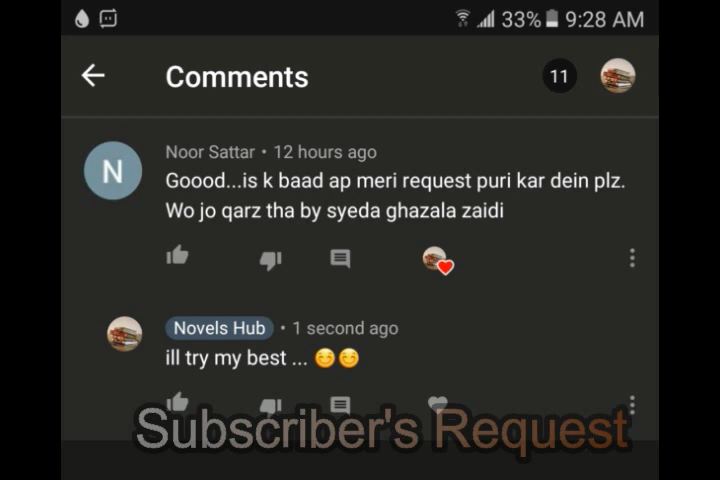 33% 9:28 AM
Comments 11
Noor Sattar • 12 hours ago
N
Goood...is k baad ap meri request puri kar dein plz.
Wo jo qarz tha by syeda ghazala zaidi
Novels Hub • 1 second ago
ill try my best ... 😊😊
Subscriber's Request